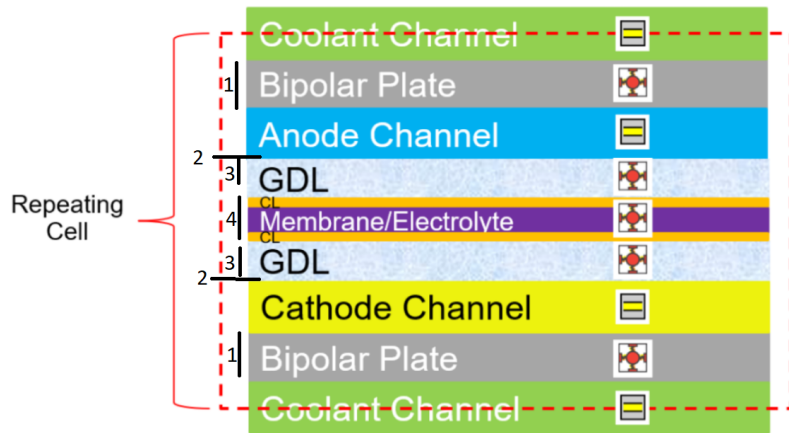 Coolant Channel
1
Bipolar Plate
Anode Channel
2
3
GDL
CL
Repeating
Cell
4
Membrane/Electrolyte
CL
3
GDL
2
Cathode Channel
1
Bipolar Plate
Coolant Channel